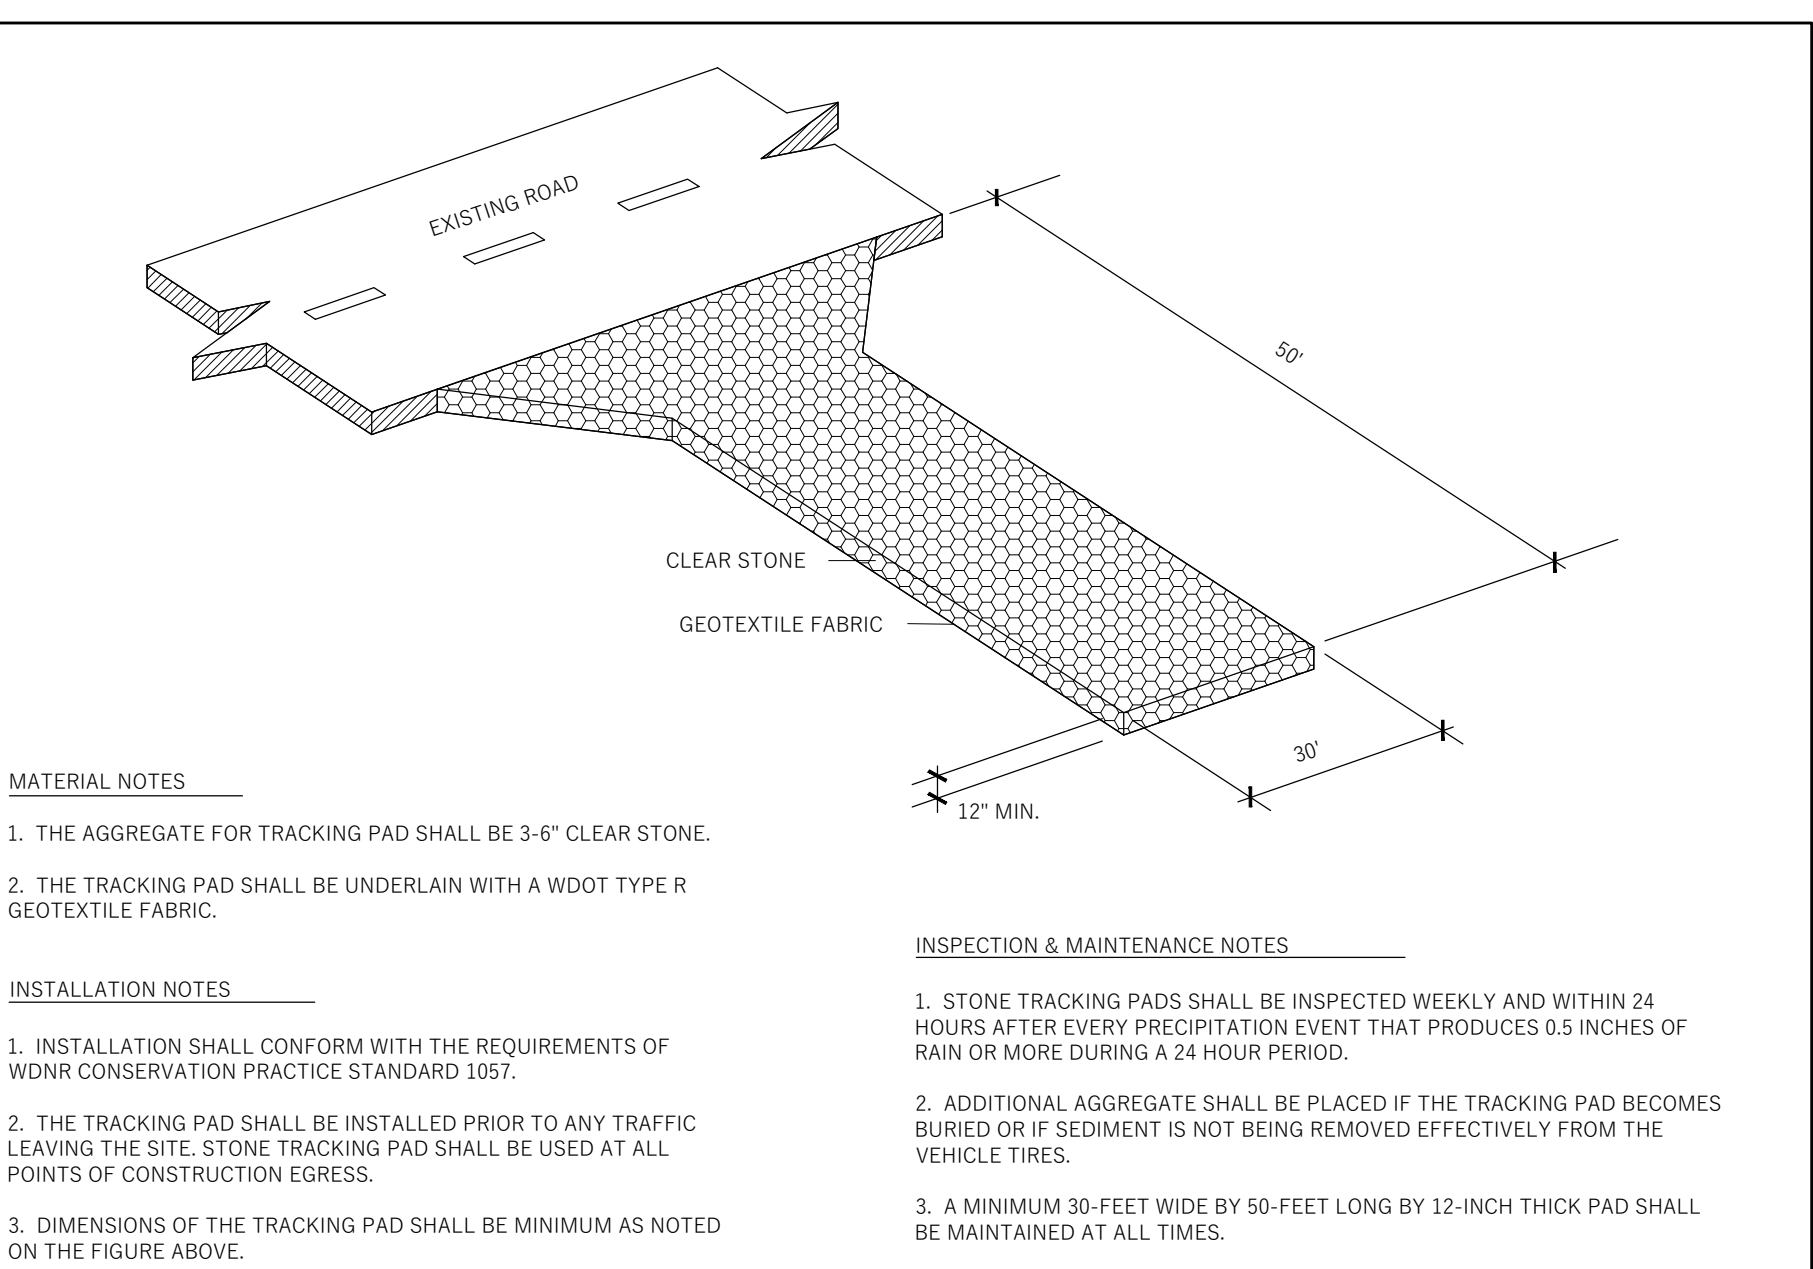 EXISTING ROAD
50'
CLEAR STONE
GEOTEXTILE FABRIC
30'
12" MIN.
MATERIAL NOTES
1. THE AGGREGATE FOR TRACKING PAD SHALL BE 3-6" CLEAR STONE.
2. THE TRACKING PAD SHALL BE UNDERLAIN WITH A WDOT TYPE R
GEOTEXTILE FABRIC.
INSTALLATION NOTES
1. INSTALLATION SHALL CONFORM WITH THE REQUIREMENTS OF
WDNR CONSERVATION PRACTICE STANDARD 1057.
2. THE TRACKING PAD SHALL BE INSTALLED PRIOR TO ANY TRAFFIC
LEAVING THE SITE. STONE TRACKING PAD SHALL BE USED AT ALL
POINTS OF CONSTRUCTION EGRESS.
3. DIMENSIONS OF THE TRACKING PAD SHALL BE MINIMUM AS NOTED
ON THE FIGURE ABOVE.
INSPECTION & MAINTENANCE NOTES
1. STONE TRACKING PADS SHALL BE INSPECTED WEEKLY AND WITHIN 24
HOURS AFTER EVERY PRECIPITATION EVENT THAT PRODUCES 0.5 INCHES OF
RAIN OR MORE DURING A 24 HOUR PERIOD.
2. ADDITIONAL AGGREGATE SHALL BE PLACED IF THE TRACKING PAD BECOMES
BURIED OR IF SEDIMENT IS NOT BEING REMOVED EFFECTIVELY FROM THE
VEHICLE TIRES.
3. A MINIMUM 30-FEET WIDE BY 50-FEET LONG BY 12-INCH THICK PAD SHALL
BE MAINTAINED AT ALL TIMES.